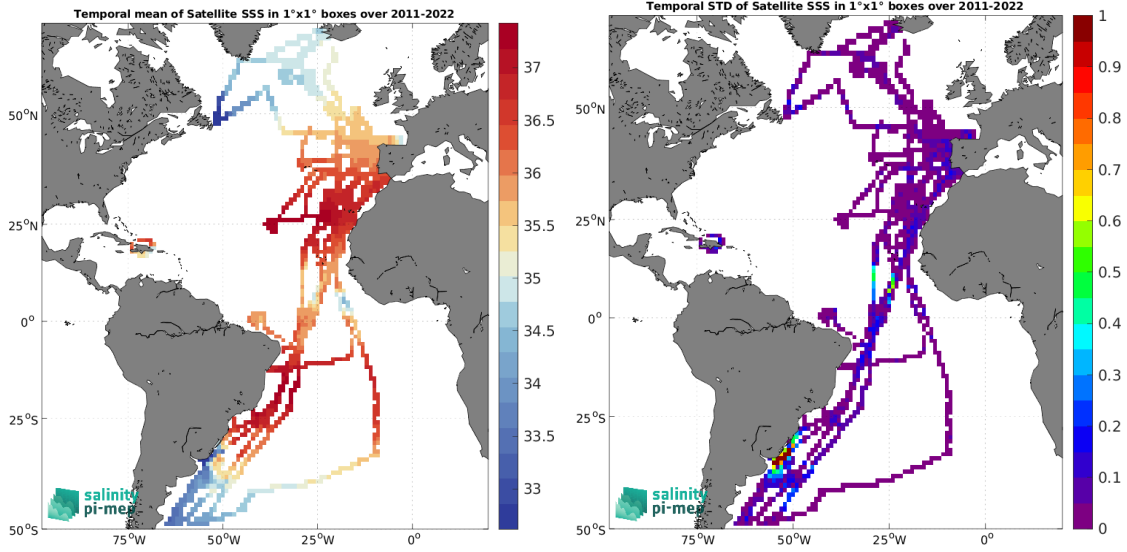 Temporal mean of Satellite SSS in 1°x1° boxes over 2011-2022
50°N
25°N
0°
25°S
50°S
75°W
50°W
25°W
0°
37
36.5
36
35.5
35
34.5
34
33.5
33
salinity
pi-mep
Temporal STD of Satellite SSS in 1°x1° boxes over 2011-2022
50°N
25°N
0°
25°S
50°S
75°W
50°W
25°W
0°
1
0.9
0.8
0.7
0.6
0.5
0.4
0.3
0.2
0.1
0
salinity
pi-mep